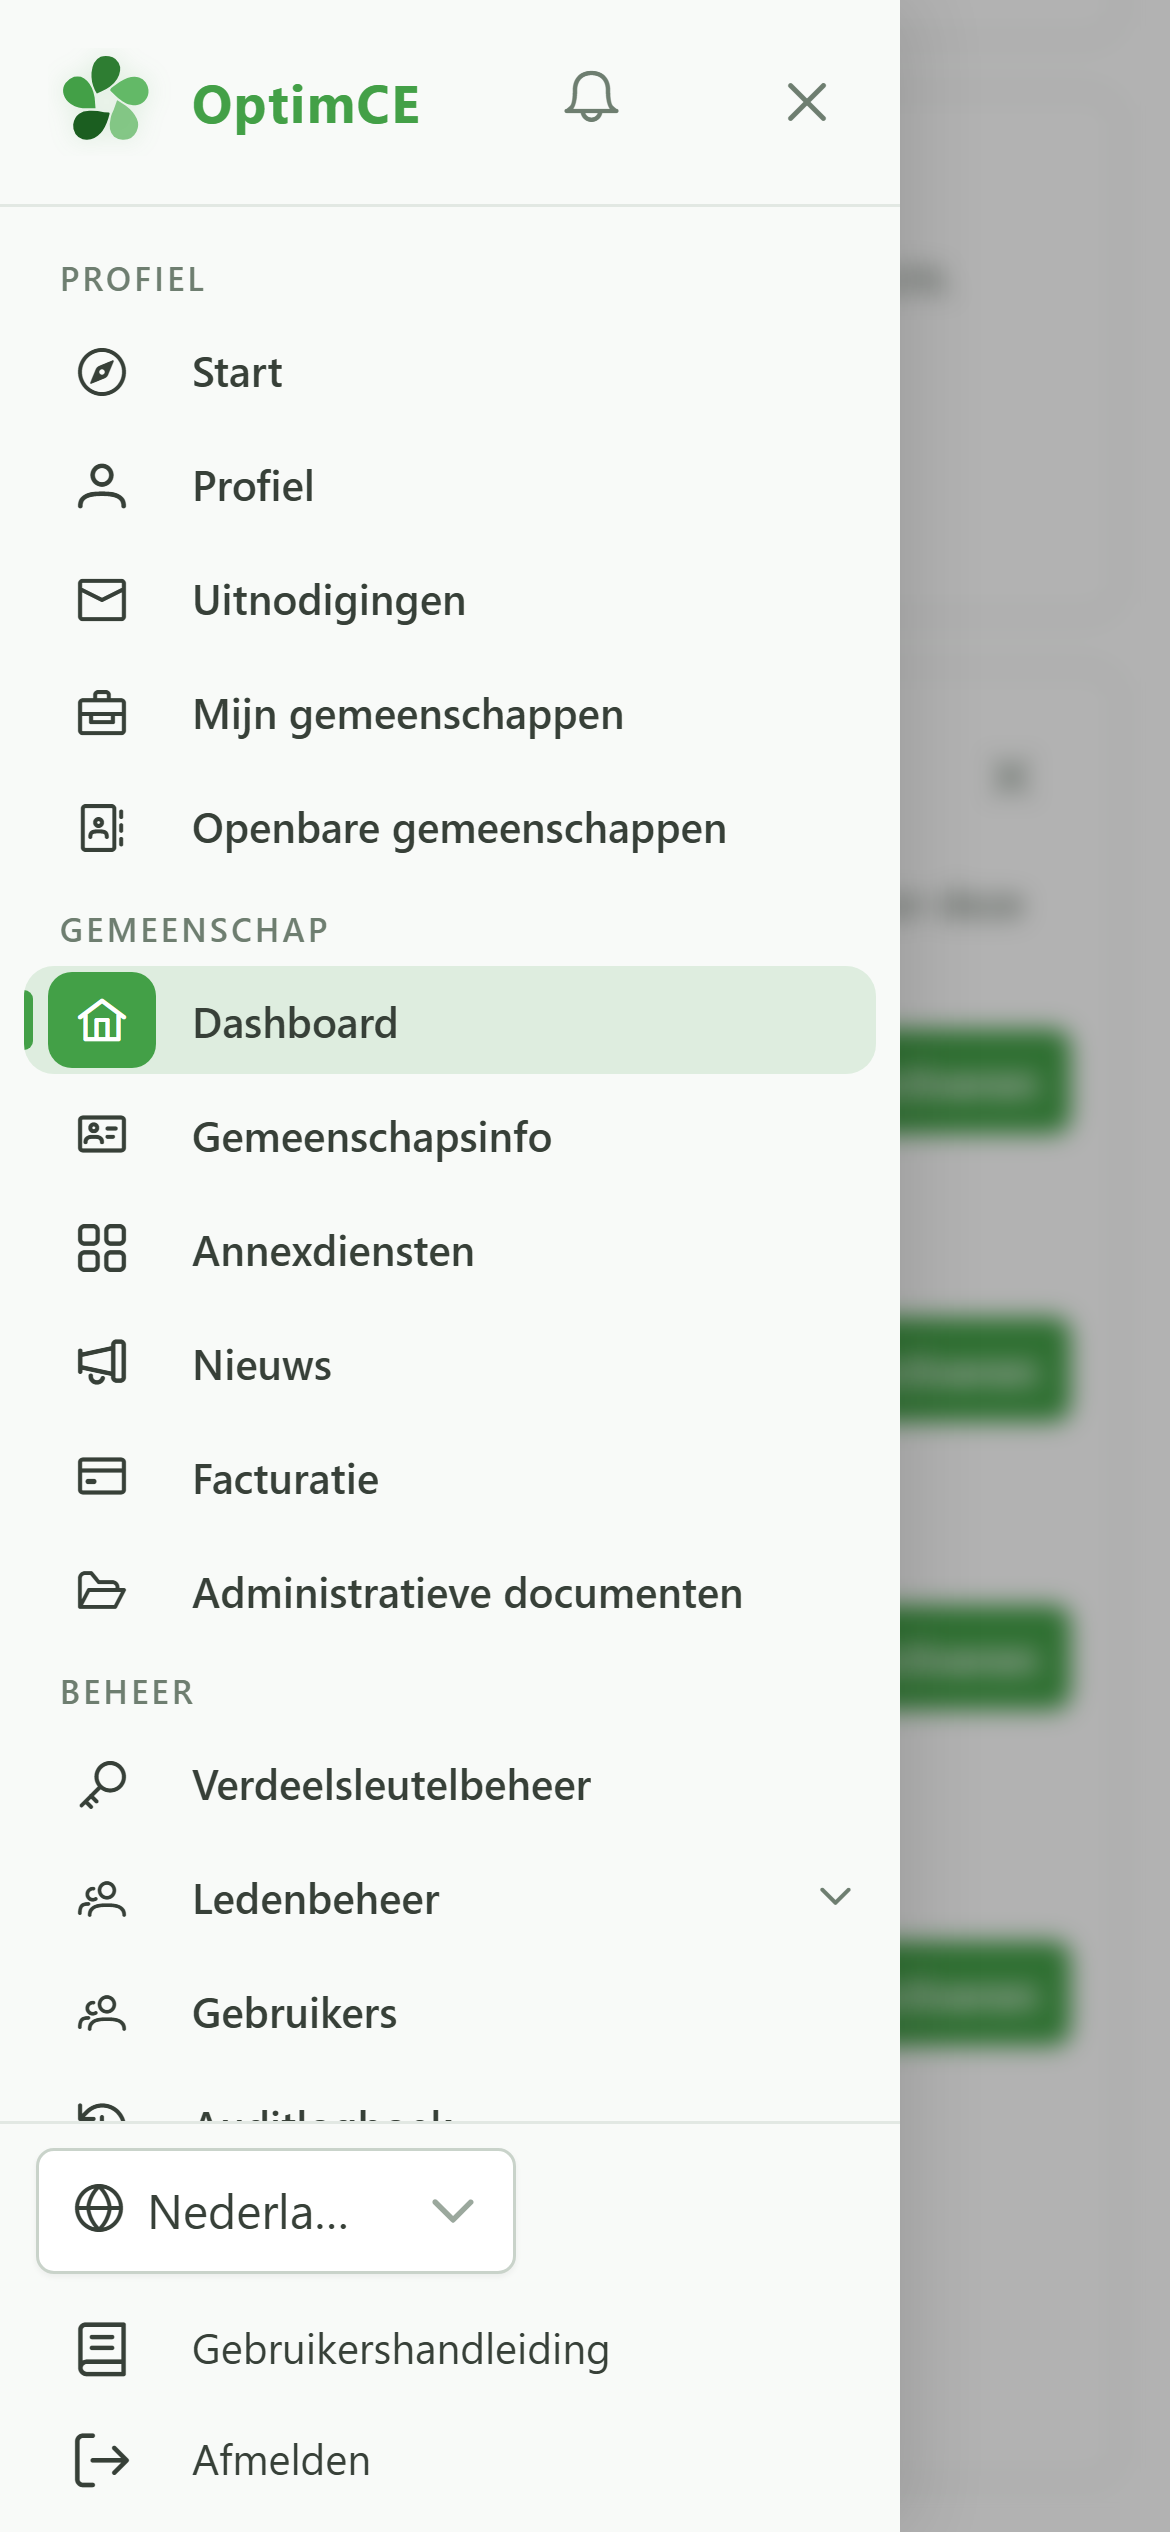 OptimCE
PROFIEL
Start
Profiel
Uitnodigingen
Mijn gemeenschappen
Openbare gemeenschappen
GEMEENSCHAP
Dashboard
Gemeenschapsinfo
Annexdiensten
Nieuws
Facturatie
Administratieve documenten
BEHEER
Verdeelsleutelbeheer
Ledenbeheer
Gebruikers
Nederla...
Gebruikershandleiding
Afmelden